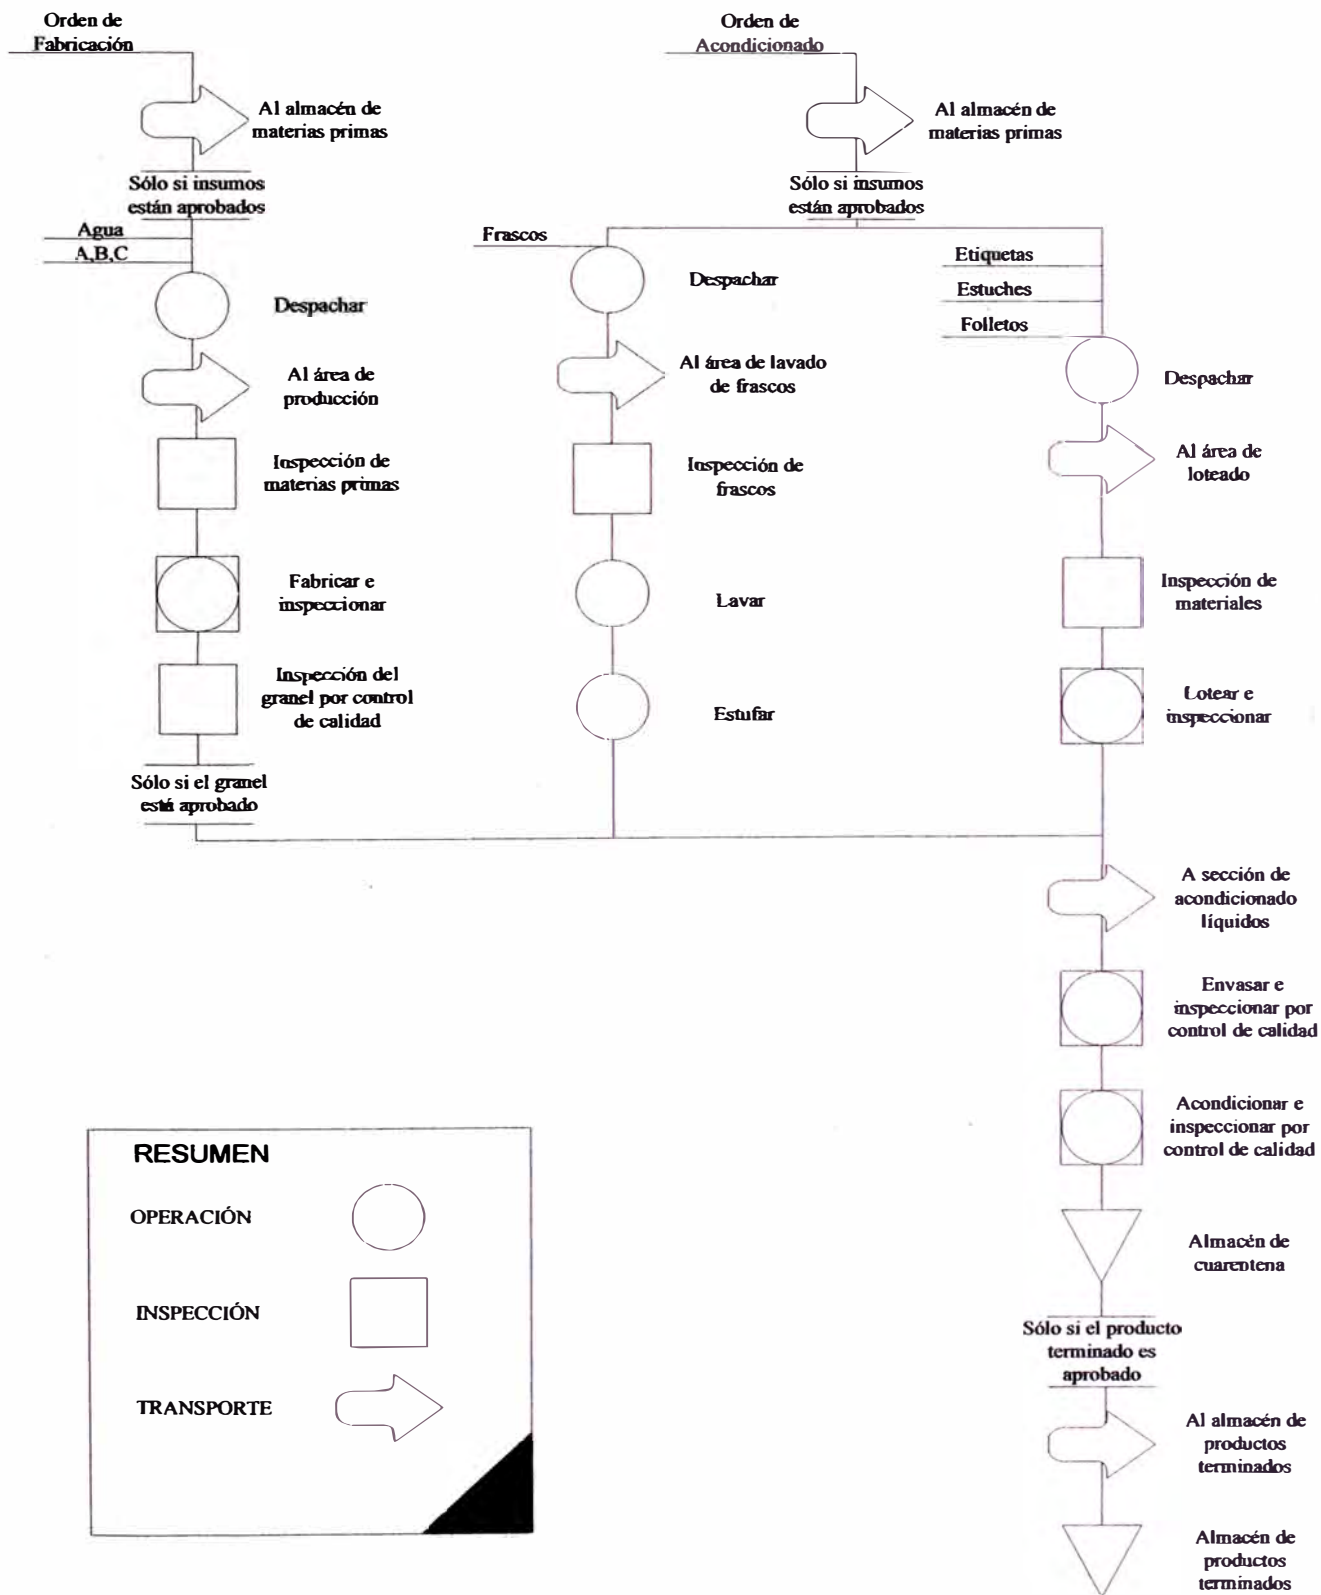 Orden de
Fabricación
Al almacén de
materias primas
Sólo si insumos
están aprobados
Agua
A,B,C
Despachar
Al área de
producción
Inspección de
materias primas
Fabricar e
inspeccionar
Inspección del
granel por control
de calidad
Sólo si el granel
está aprobado
Orden de
Acondicionado
Al almacén de
materias primas
Sólo si insumos
están aprobados
Frascos
Despachar
Al área de lavado
de frascos
Inspección de
frascos
Lavar
Estufar
Etiquetas
Estuches
Folletos
Despachar
Al área de
loteado
Inspección de
materiales
Lotear e
inspeccionar
A sección de
acondicionado
líquidos
Envasar e
inspeccionar por
control de calidad
Acondicionar e
inspeccionar por
control de calidad
Almacén de
cuarentena
Sólo si el producto
terminado es
aprobado
Al almacén de
productos
terminados
Almacén de
productos
terminados
RESUMEN
OPERACIÓN
INSPECCIÓN
TRANSPORTE